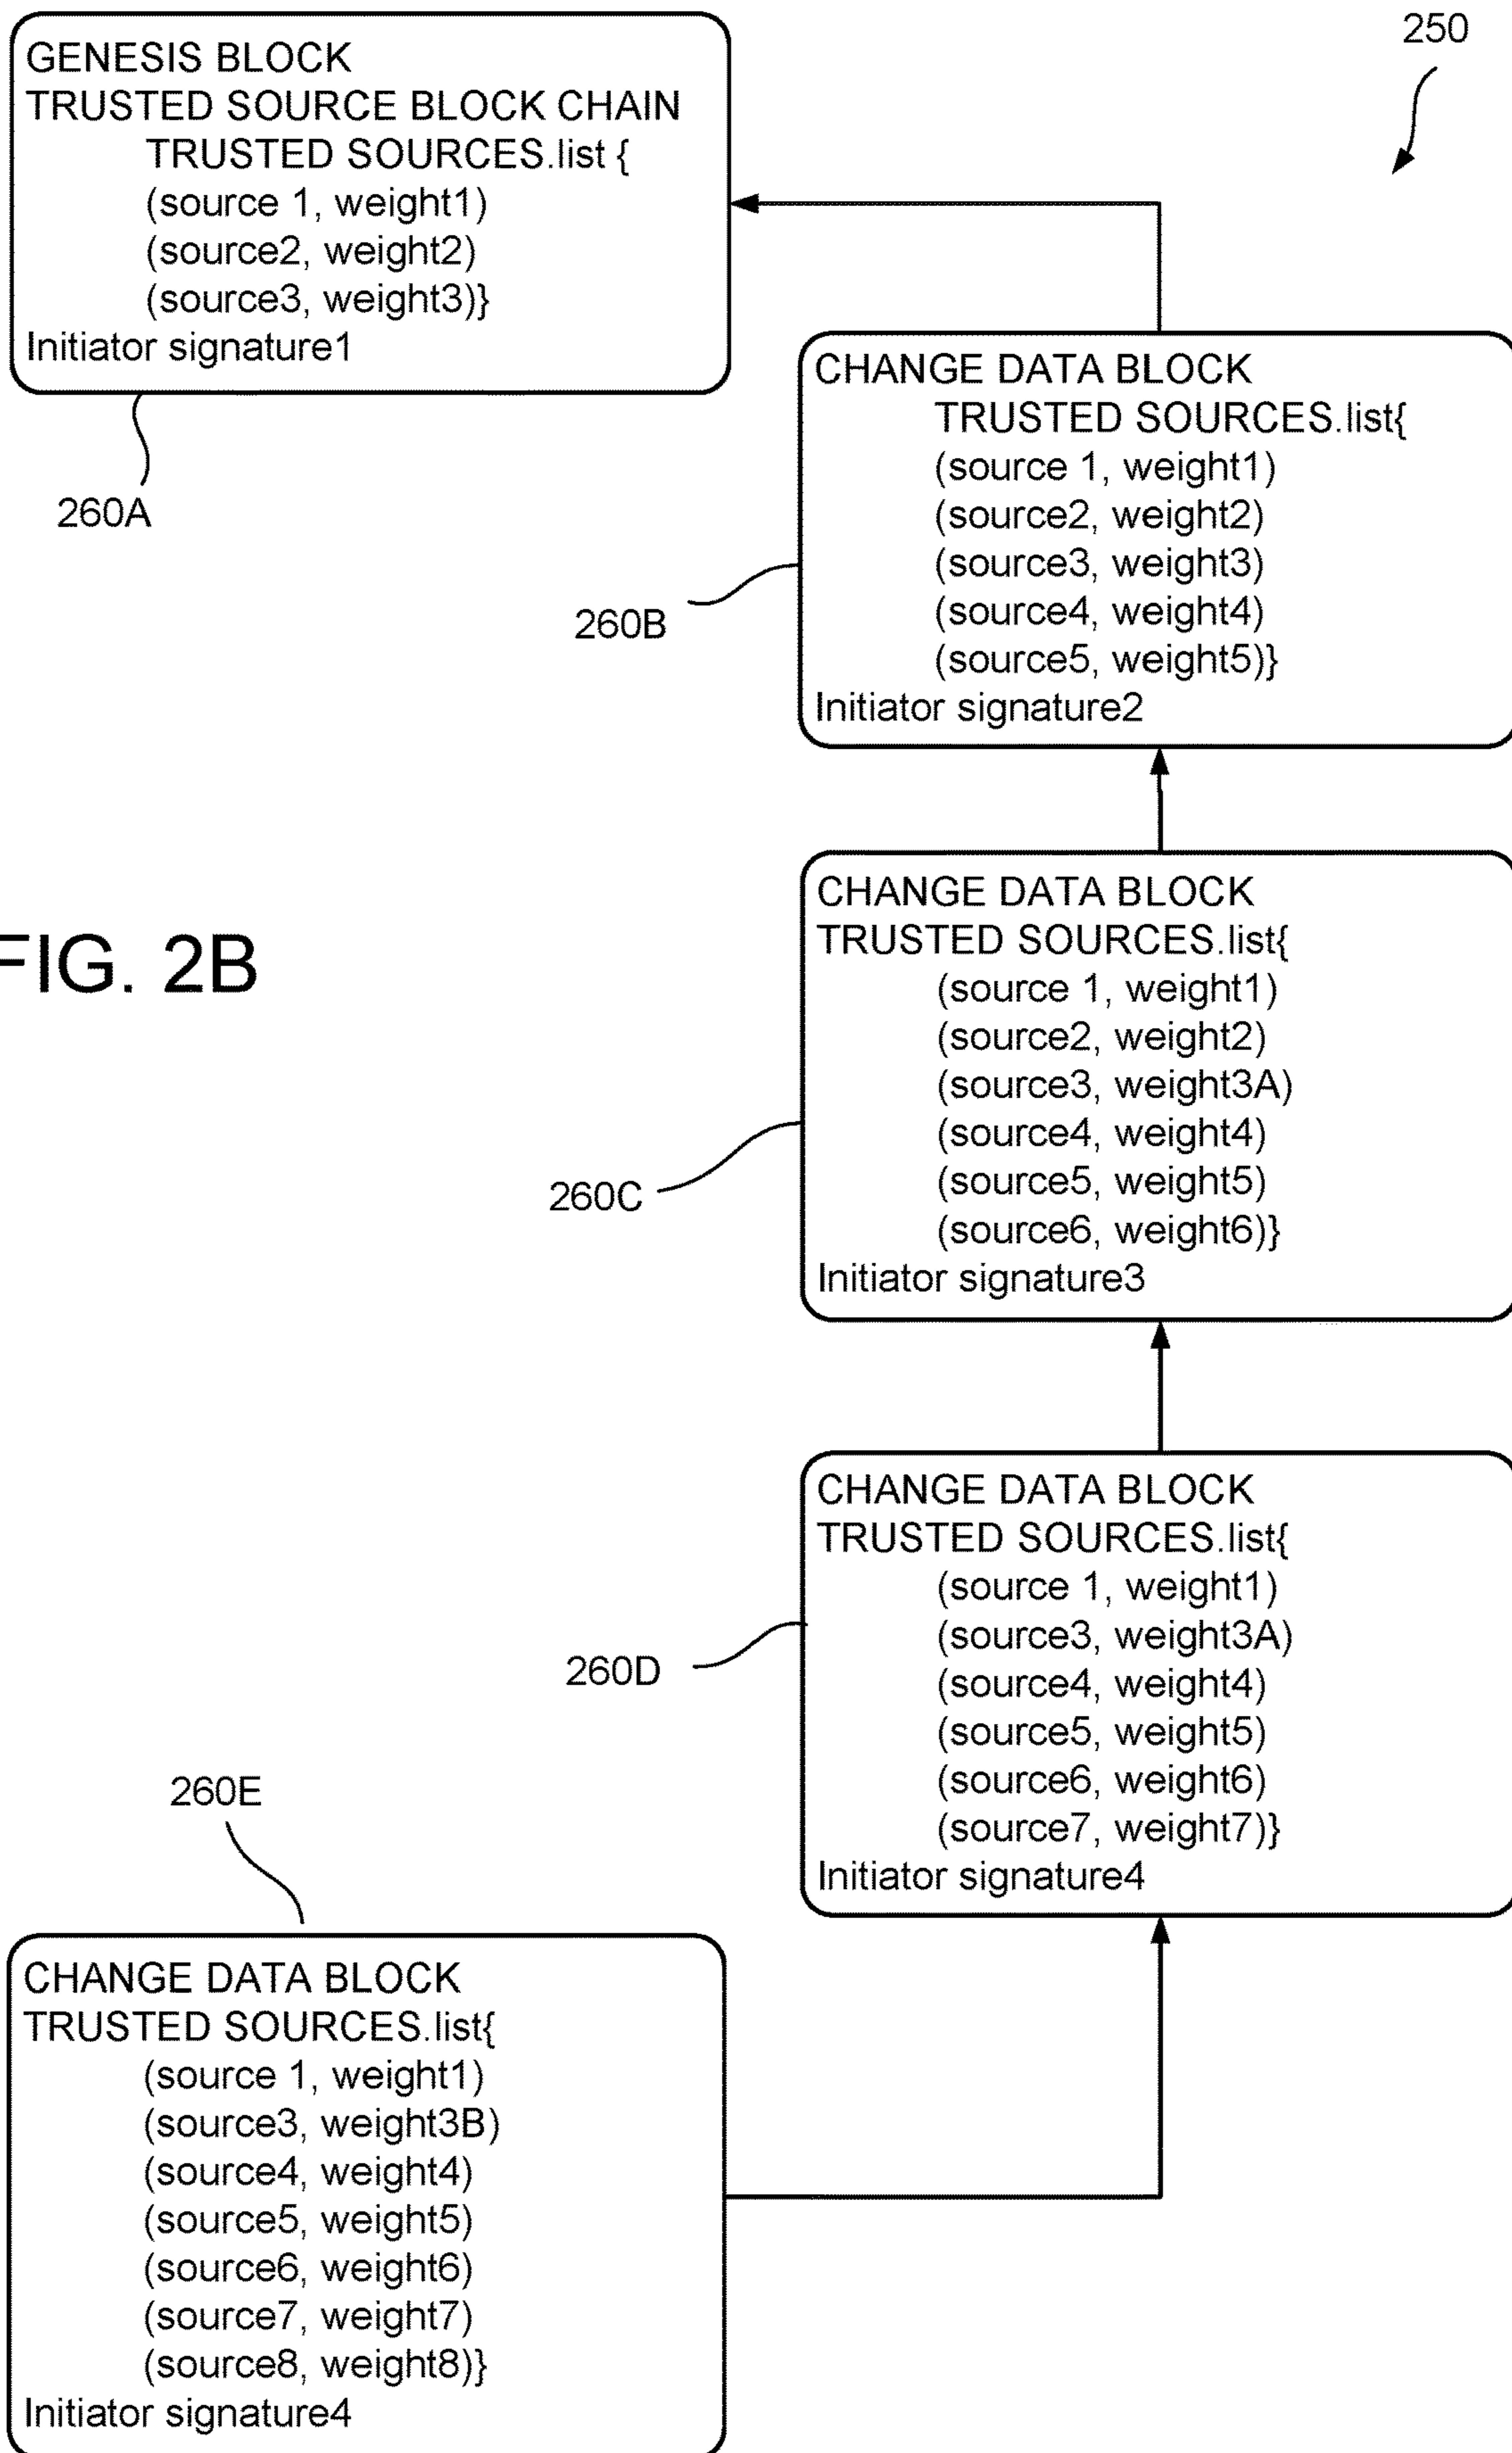 250
GENESIS BLOCK
TRUSTED SOURCE BLOCK CHAIN
TRUSTED SOURCES.list {
(source 1, weight1)
(source2, weight2)
(source3, weight3)}
Initiator signature1
260A
CHANGE DATA BLOCK
TRUSTED SOURCES.list{
(source 1, weight1)
(source2, weight2)
(source3, weight3)
(source4, weight4)
(source5, weight5)}
Initiator signature2
260B
CHANGE DATA BLOCK
TRUSTED SOURCES.list{
(source 1, weight1)
(source2, weight2)
(source3, weight3A)
(source4, weight4)
(source5, weight5)
(source6, weight6)}
Initiator signature3
260C
FIG. 2B
CHANGE DATA BLOCK
TRUSTED SOURCES.list{
(source 1, weight1)
(source3, weight3A)
(source4, weight4)
(source5, weight5)
(source6, weight6)
(source7, weight7)}
Initiator signature4
260D
260E
CHANGE DATA BLOCK
TRUSTED SOURCES.list{
(source 1, weight1)
(source3, weight3B)
(source4, weight4)
(source5, weight5)
(source6, weight6)
(source7, weight7)
(source8, weight8)}
Initiator signature4